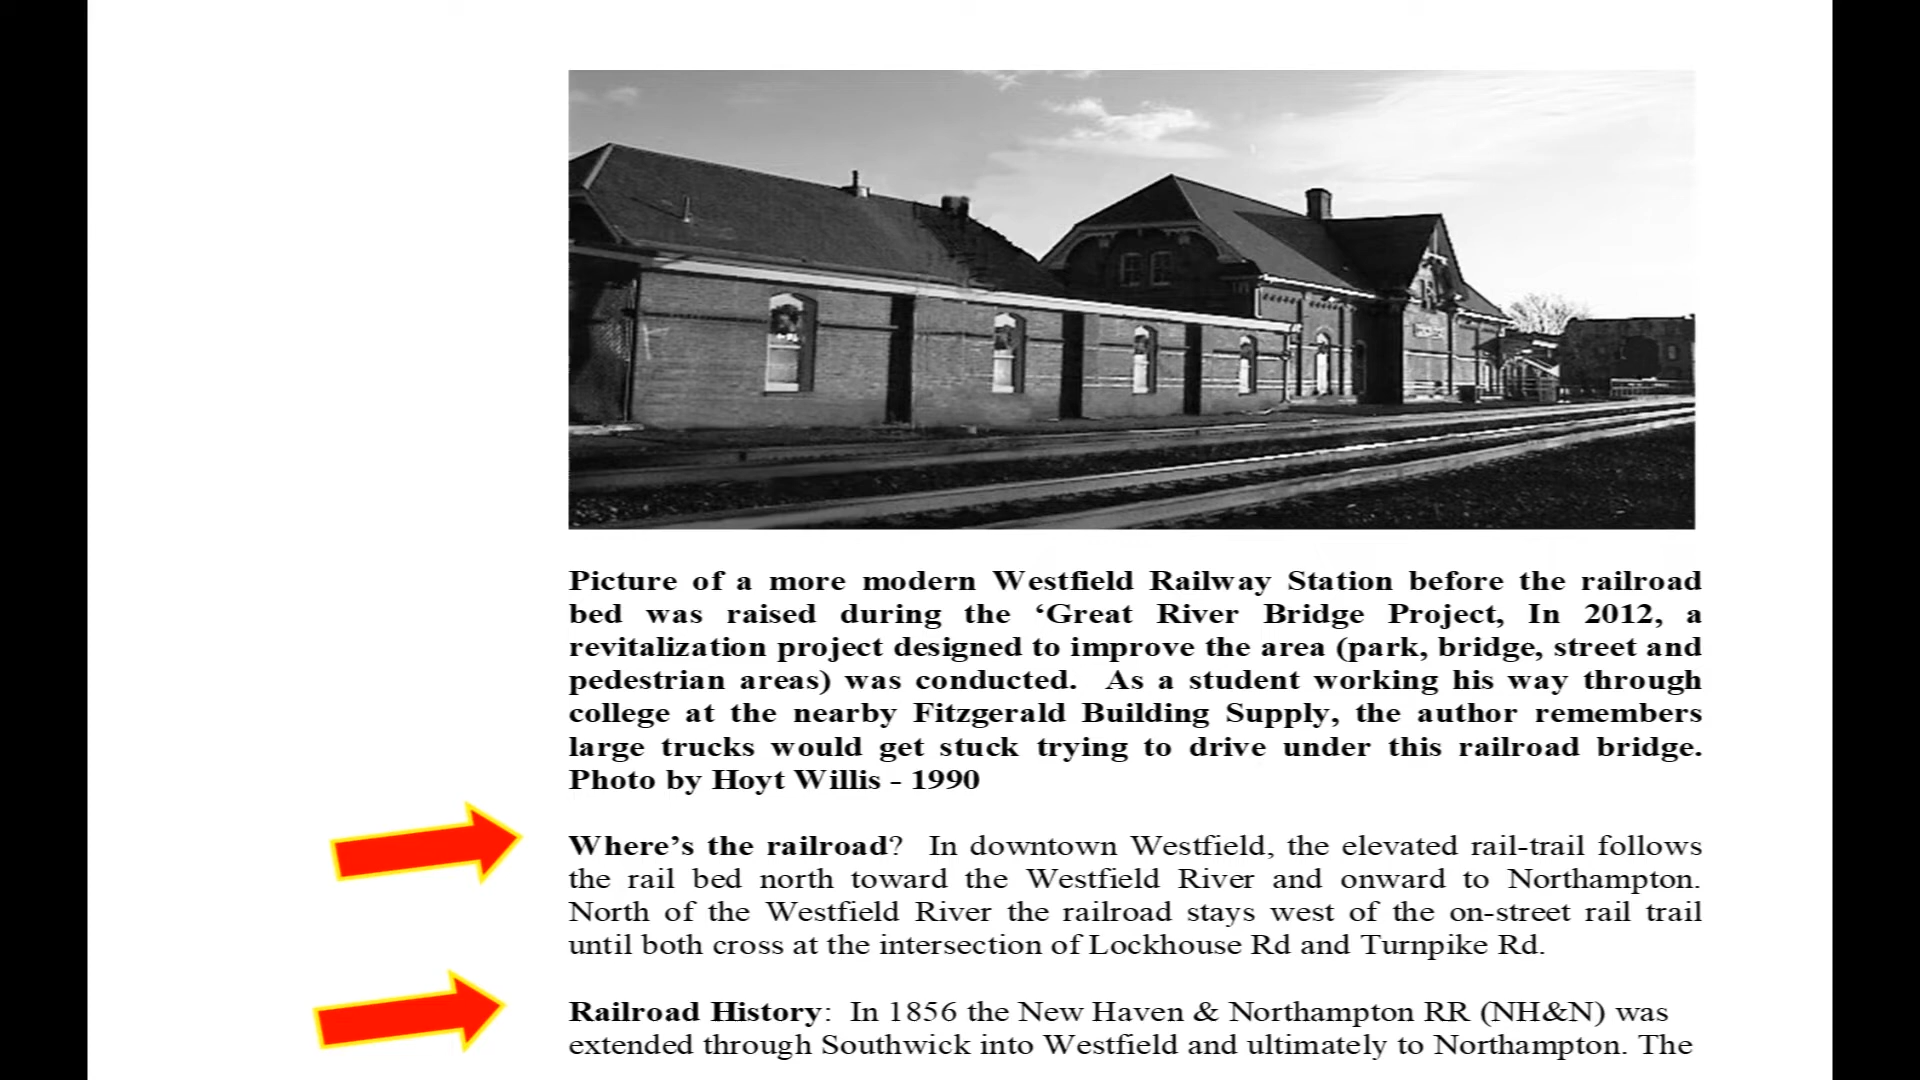 Picture of a more modern Westfield Railway Station before the railroad
bed was raised during the ‘Great River Bridge Project, In 2012, a
revitalization project designed to improve the area (park, bridge, street and
pedestrian areas) was conducted.  As a student working his way through
college at the nearby Fitzgerald Building Supply, the author remembers
large trucks would get stuck trying to drive under this railroad bridge.
Photo by Hoyt Willis - 1990
Where’s the railroad?  In downtown Westfield, the elevated rail-trail follows
the rail bed north toward the Westfield River and onward to Northampton.
North of the Westfield River the railroad stays west of the on-street rail trail
until both cross at the intersection of Lockhouse Rd and Turnpike Rd.
Railroad History:  In 1856 the New Haven & Northampton RR (NH&N) was
extended through Southwick into Westfield and ultimately to Northampton. The